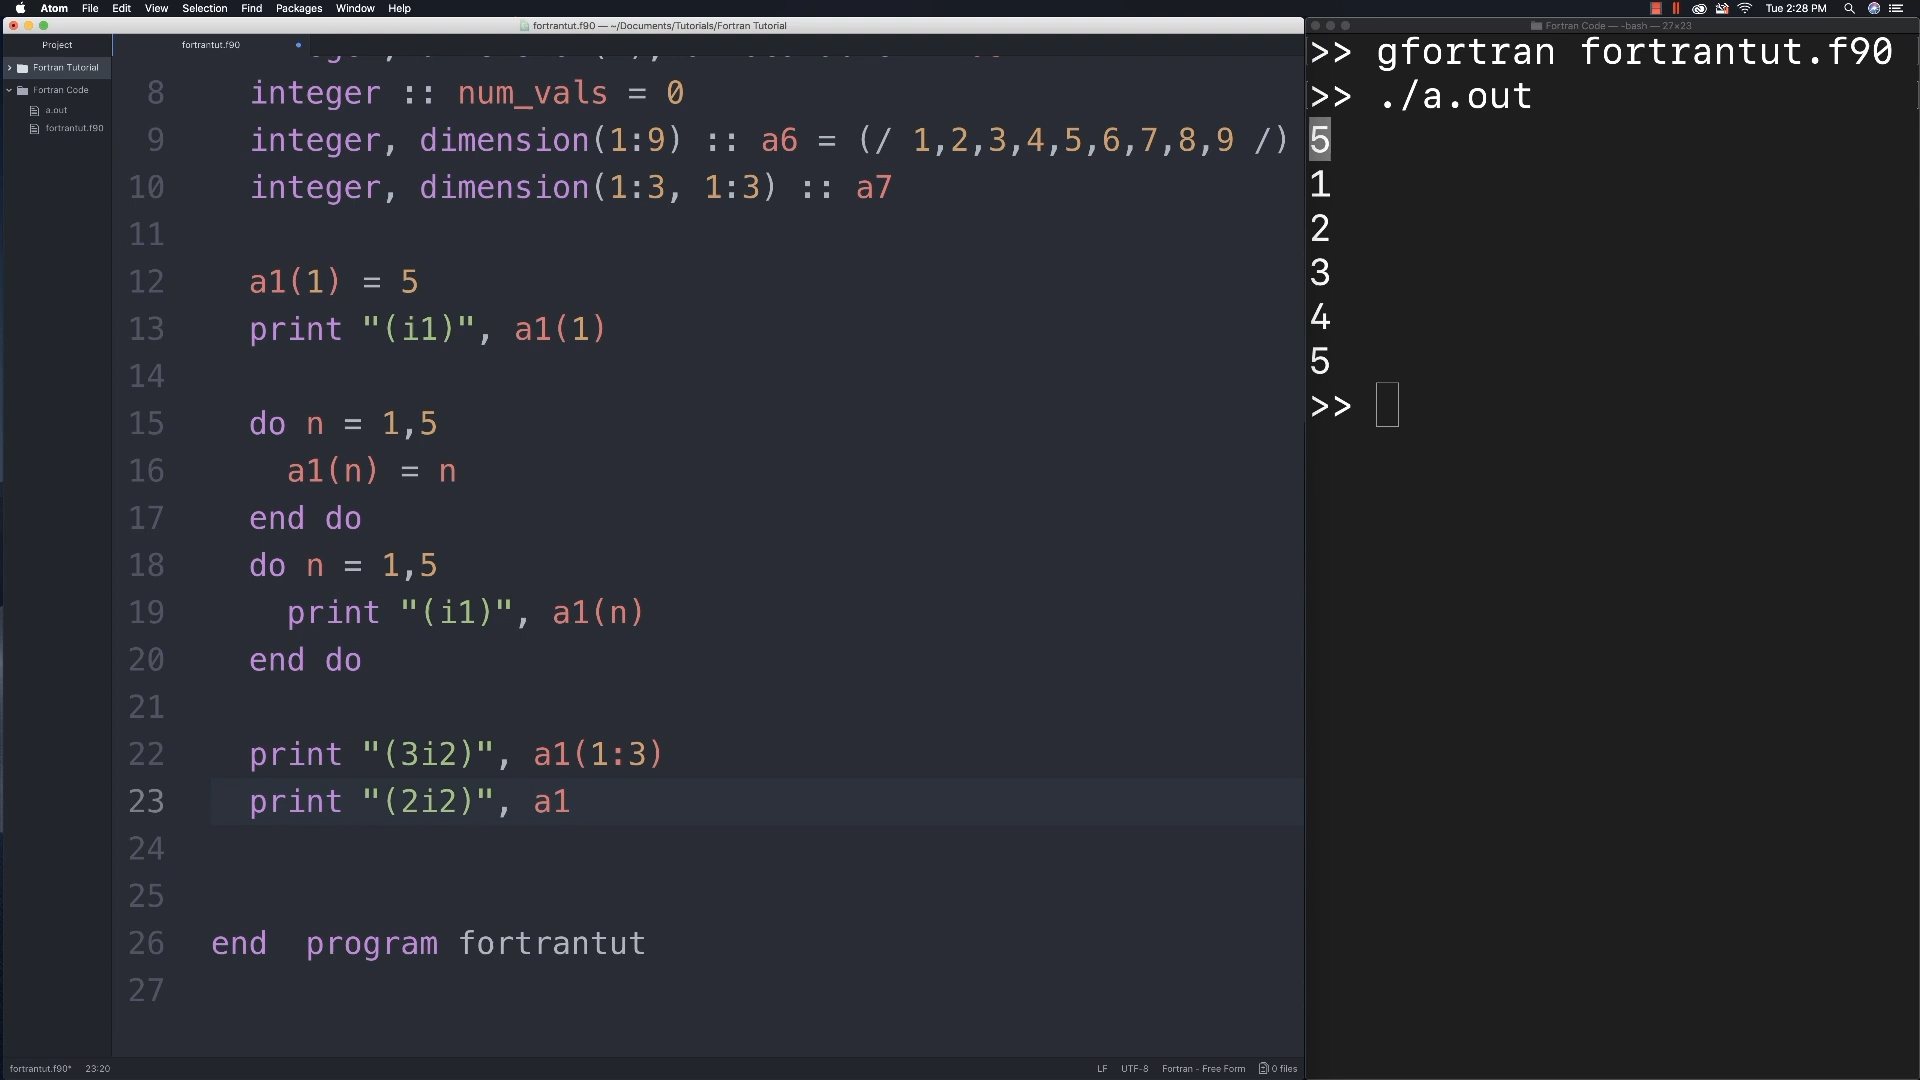 Atom File Edit View Selection Find Packages Window Help Tue 2:28 PM
fortrantut.f90 — ~/Documents/Tutorials/Fortran Tutorial
Fortran Code — -bash — 27×23
Project
fortrantut.f90
Fortran Tutorial
Fortran Code
a.out
fortrantut.f90
8 integer :: num_vals = 0
9 integer, dimension(1:9) :: a6 = (/ 1,2,3,4,5,6,7,8,9 /)
10 integer, dimension(1:3, 1:3) :: a7
11
12 a1(1) = 5
13 print "(i1)", a1(1)
14
15 do n = 1,5
16 a1(n) = n
17 end do
18 do n = 1,5
19 print "(i1)", a1(n)
20 end do
21
22 print "(3i2)", a1(1:3)
23 print "(2i2)", a1
24
25
26 end  program fortrantut
27
fortrantut.f90* 23:20 LF UTF-8 Fortran - Free Form 0 files
>> gfortran fortrantut.f90
>> ./a.out
5
1
2
3
4
5
>>